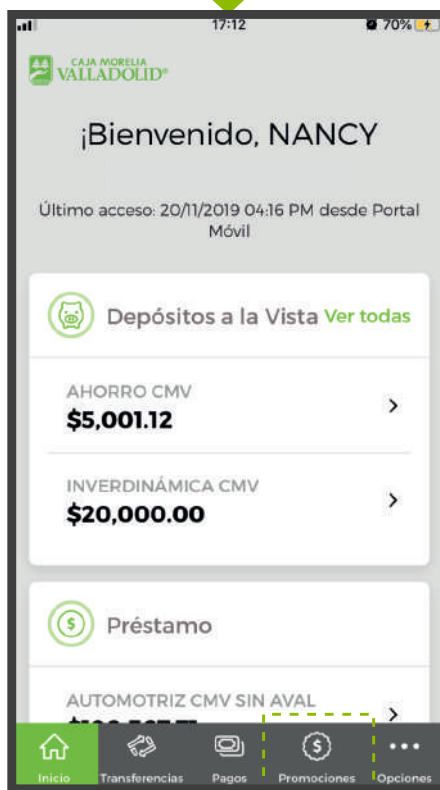 17:12
70%
CAJA MORELIA
VALLADOLID®
¡Bienvenido, NANCY
Último acceso: 20/11/2019 04:16 PM desde Portal
Móvil
Depósitos a la Vista Ver todas
AHORRO CMV
$5,001.12
INVERDINÁMICA CMV
$20,000.00
Préstamo
AUTOMOTRIZ CMV SIN AVAL
Inicio Transferencias Pagos Promociones Opciones